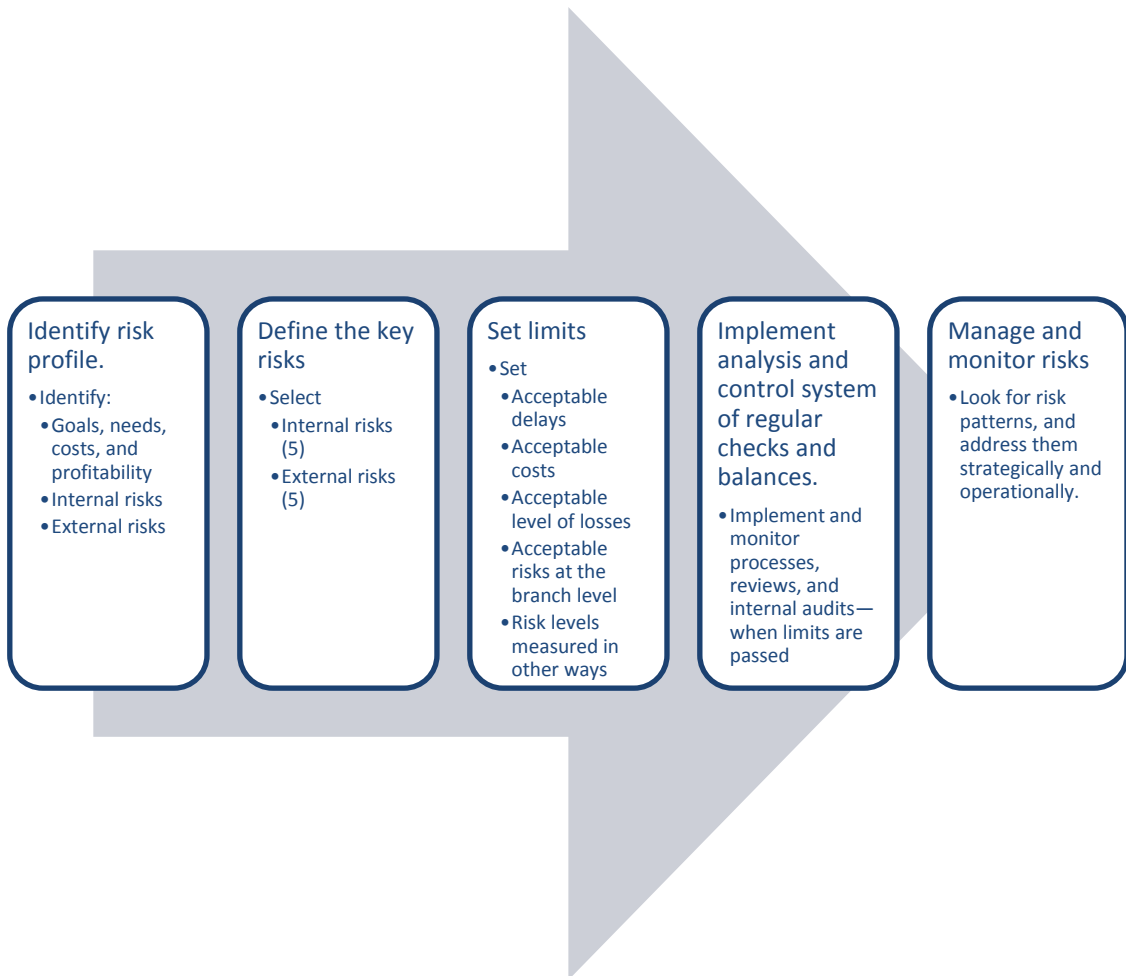 Identify risk
profile.
•Identify:
•Goals, needs,
costs, and
profitability
•Internal risks
•External risks
Define the key
risks
•Select
•Internal risks
(5)
•External risks
(5)
Set limits
•Set
•Acceptable
delays
•Acceptable
costs
•Acceptable
level of losses
•Acceptable
risks at the
branch level
•Risk levels
measured in
other ways
Implement
analysis and
control system
of regular
checks and
balances.
•Implement and
monitor
processes,
reviews, and
internal audits—
when limits are
passed
Manage and
monitor risks
•Look for risk
patterns, and
address them
strategically and
operationally.